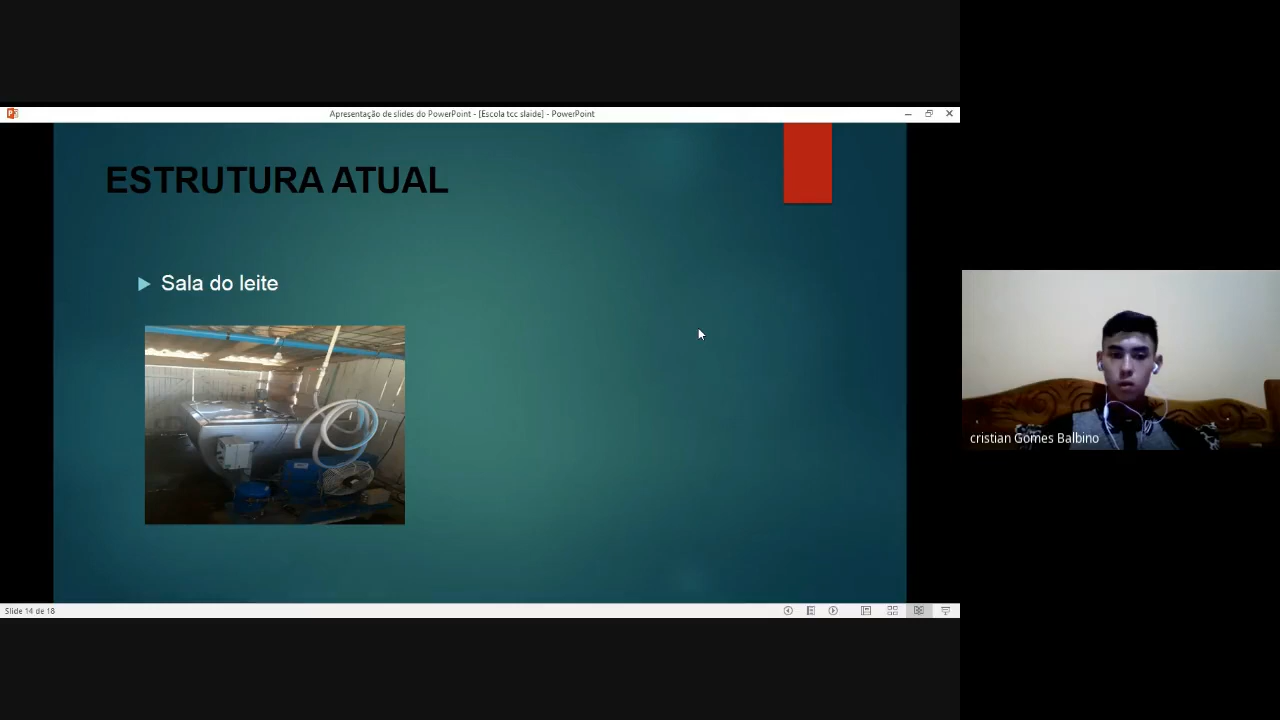 Apresentação de slides do PowerPoint - [Escola tcc slaide] - PowerPoint
ESTRUTURA ATUAL
Sala do leite
cristian Gomes Balbino
Slide 14 de 18